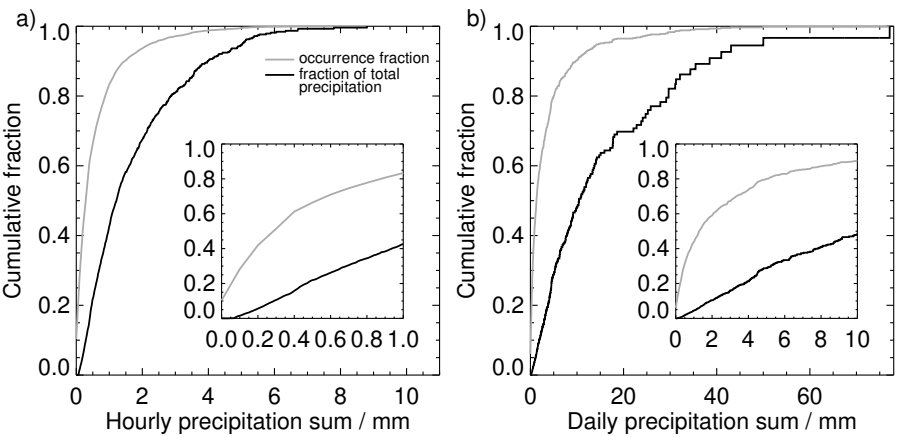 a)
1.0
0.8
0.6
0.4
0.2
0.0
Cumulative fraction
occurrence fraction
fraction of total
precipitation
1.0
0.8
0.6
0.4
0.2
0.0
0.0 0.2 0.4 0.6 0.8 1.0
0 2 4 6 8 10
Hourly precipitation sum / mm
b)
1.0
0.8
0.6
0.4
0.2
0.0
Cumulative fraction
1.0
0.8
0.6
0.4
0.2
0.0
0 2 4 6 8 10
0 20 40 60
Daily precipitation sum / mm